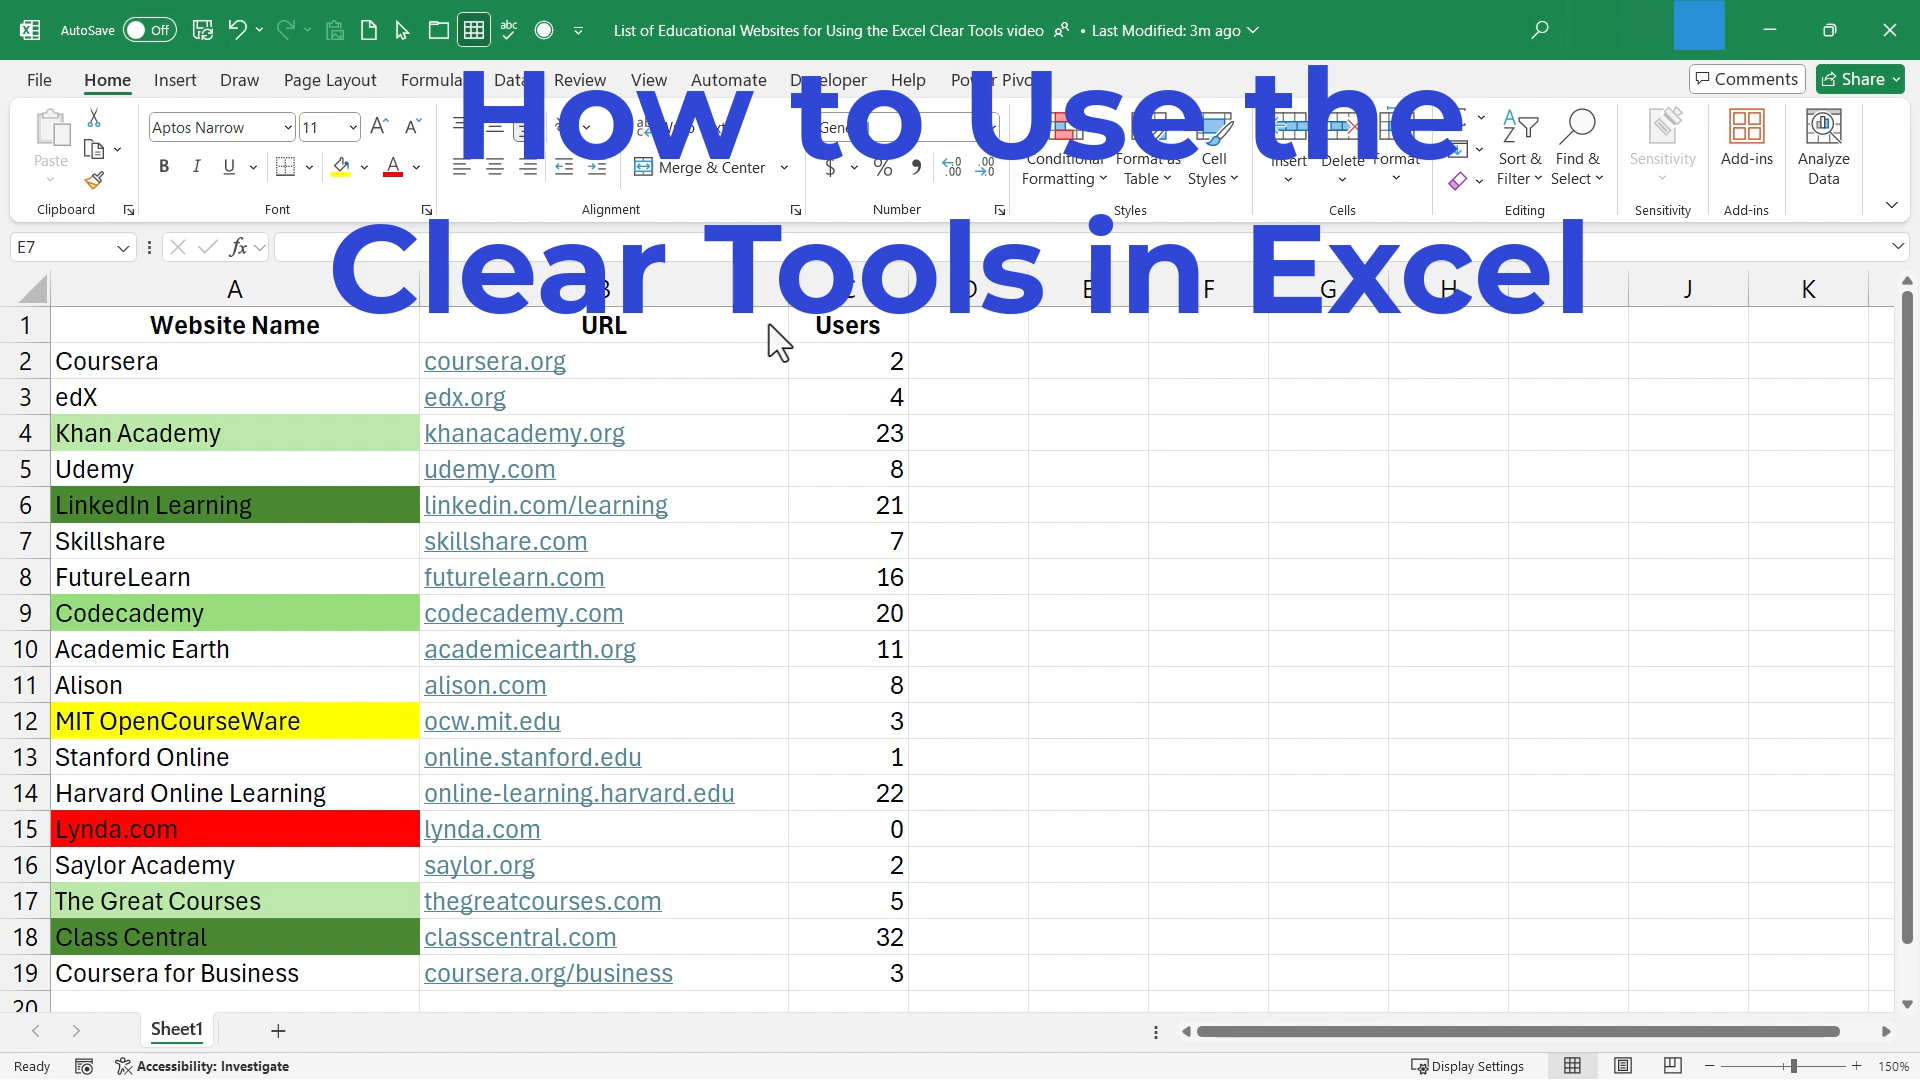 AutoSave Off List of Educational Websites for Using the Excel Clear Tools video • Last Modified: 3m ago
File Home Insert Draw Page Layout Formula Data Review View Automate Developer Help Power Pivo Comments Share
How to Use the
Clear Tools in Excel
Paste Aptos Narrow 11 Merge & Center $ % Conditional Formatting Format as Table Cell Styles Insert Delete Format Sort & Filter Find & Select Sensitivity Add-ins Analyze Data
Clipboard Font Alignment Number Styles Cells Editing Sensitivity Add-ins
E7 fx
A B C D E F G H J K
1 Website Name URL Users
2 Coursera coursera.org 2
3 edX edx.org 4
4 Khan Academy khanacademy.org 23
5 Udemy udemy.com 8
6 LinkedIn Learning linkedin.com/learning 21
7 Skillshare skillshare.com 7
8 FutureLearn futurelearn.com 16
9 Codecademy codecademy.com 20
10 Academic Earth academicearth.org 11
11 Alison alison.com 8
12 MIT OpenCourseWare ocw.mit.edu 3
13 Stanford Online online.stanford.edu 1
14 Harvard Online Learning online-learning.harvard.edu 22
15 Lynda.com lynda.com 0
16 Saylor Academy saylor.org 2
17 The Great Courses thegreatcourses.com 5
18 Class Central classcentral.com 32
19 Coursera for Business coursera.org/business 3
20
Sheet1
Ready Accessibility: Investigate Display Settings 150%